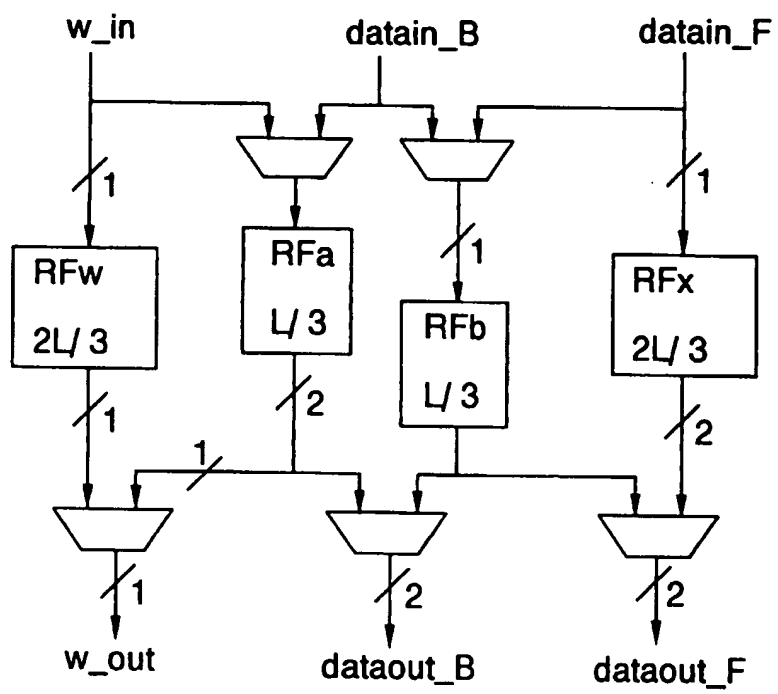 w_in
datain_B
datain_F
1
1
1
RFw
2L/3
RFa
L/3
RFb
L/3
RFx
2L/3
1
2
2
1
1
2
2
w_out
dataout_B
dataout_F